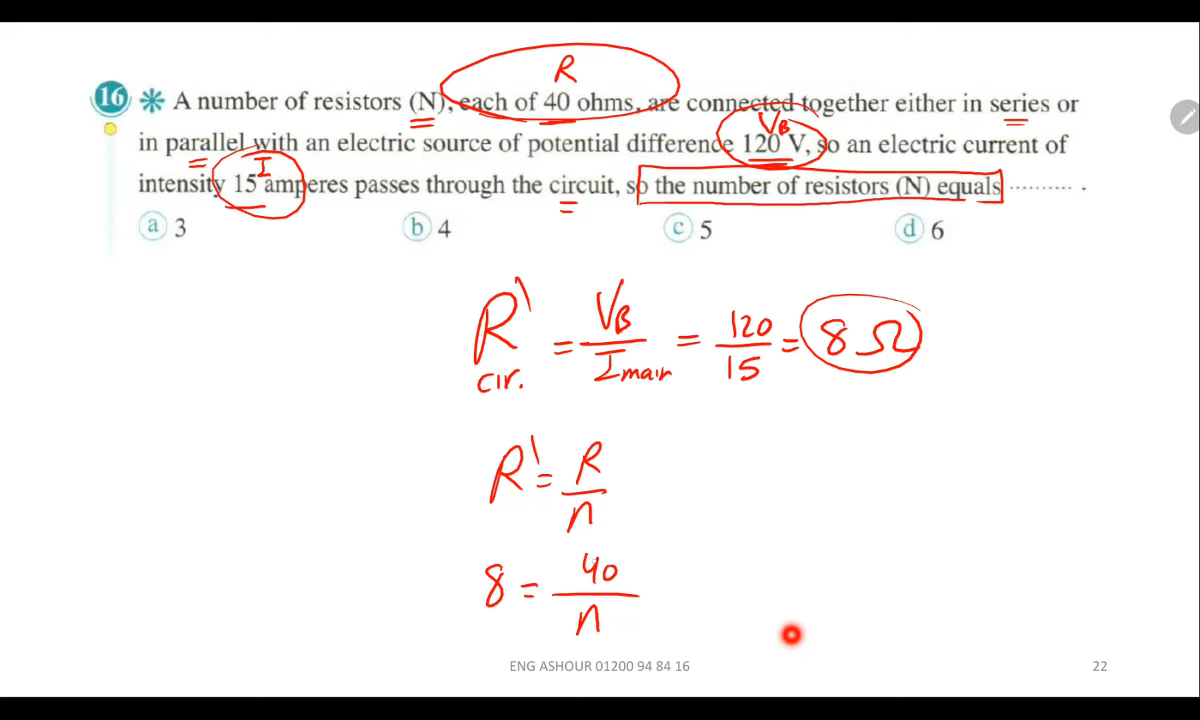 R
16 * A number of resistors (N), each of 40 ohms, are connected together either in series or
V_B
in parallel with an electric source of potential difference 120 V, so an electric current of
I
intensity 15 amperes passes through the circuit, so the number of resistors (N) equals .......... .
a 3 b 4 c 5 d 6
R' cir. = V_B / I main = 120 / 15 = 8 Ω
R' = R / n
8 = 40 / n
ENG ASHOUR 01200 94 84 16 22